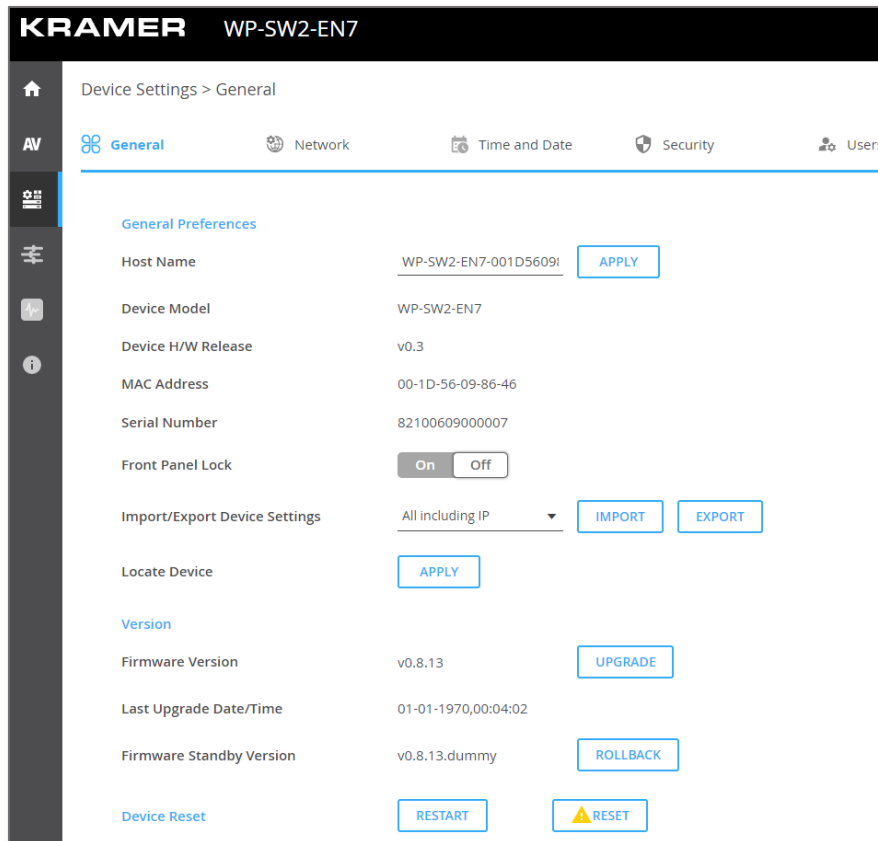 KRAMER WP-SW2-EN7
Device Settings > General
AV
General Network Time and Date Security
General Preferences
Host Name WP-SW2-EN7-001D5609 APPLY
Device Model WP-SW2-EN7
Device H/W Release v0.3
MAC Address 00-1D-56-09-86-46
Serial Number 82100609000007
Front Panel Lock On Off
Import/Export Device Settings All including IP IMPORT EXPORT
Locate Device APPLY
Version
Firmware Version v0.8.13 UPGRADE
Last Upgrade Date/Time 01-01-1970,00:04:02
Firmware Standby Version v0.8.13.dummy ROLLBACK
Device Reset RESTART RESET